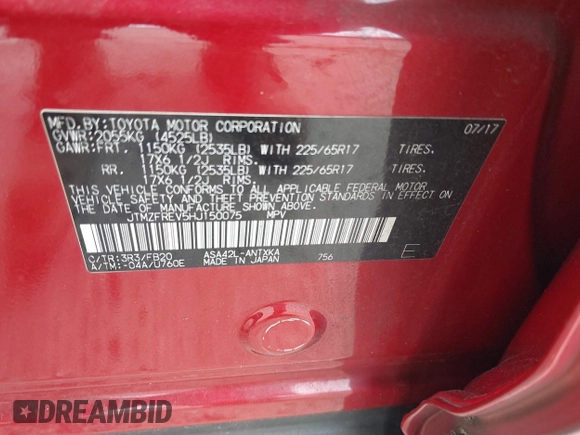 MFD.BY:TOYOTA MOTOR CORPORATION 07/17
GVWR:2055KG (4525LB)
GAWR:FRT. 1150KG (2535LB) WITH 225/65R17 TIRES.
17X6 1/2J RIMS.
RR. 1150KG (2535LB) WITH 225/65R17 TIRES.
17X6 1/2J RIMS.
THIS VEHICLE CONFORMS TO ALL APPLICABLE FEDERAL MOTOR
VEHICLE SAFETY AND THEFT PREVENTION STANDARDS IN EFFECT
ON THE DATE OF MANUFACTURE SHOWN ABOVE.
JTMZFREV5HJ150075 MPV
C/TR:3R3/FB20 ASA42L-ANTXKA 756 E
A/TM:-04A/U760E MADE IN JAPAN
DREAMBID